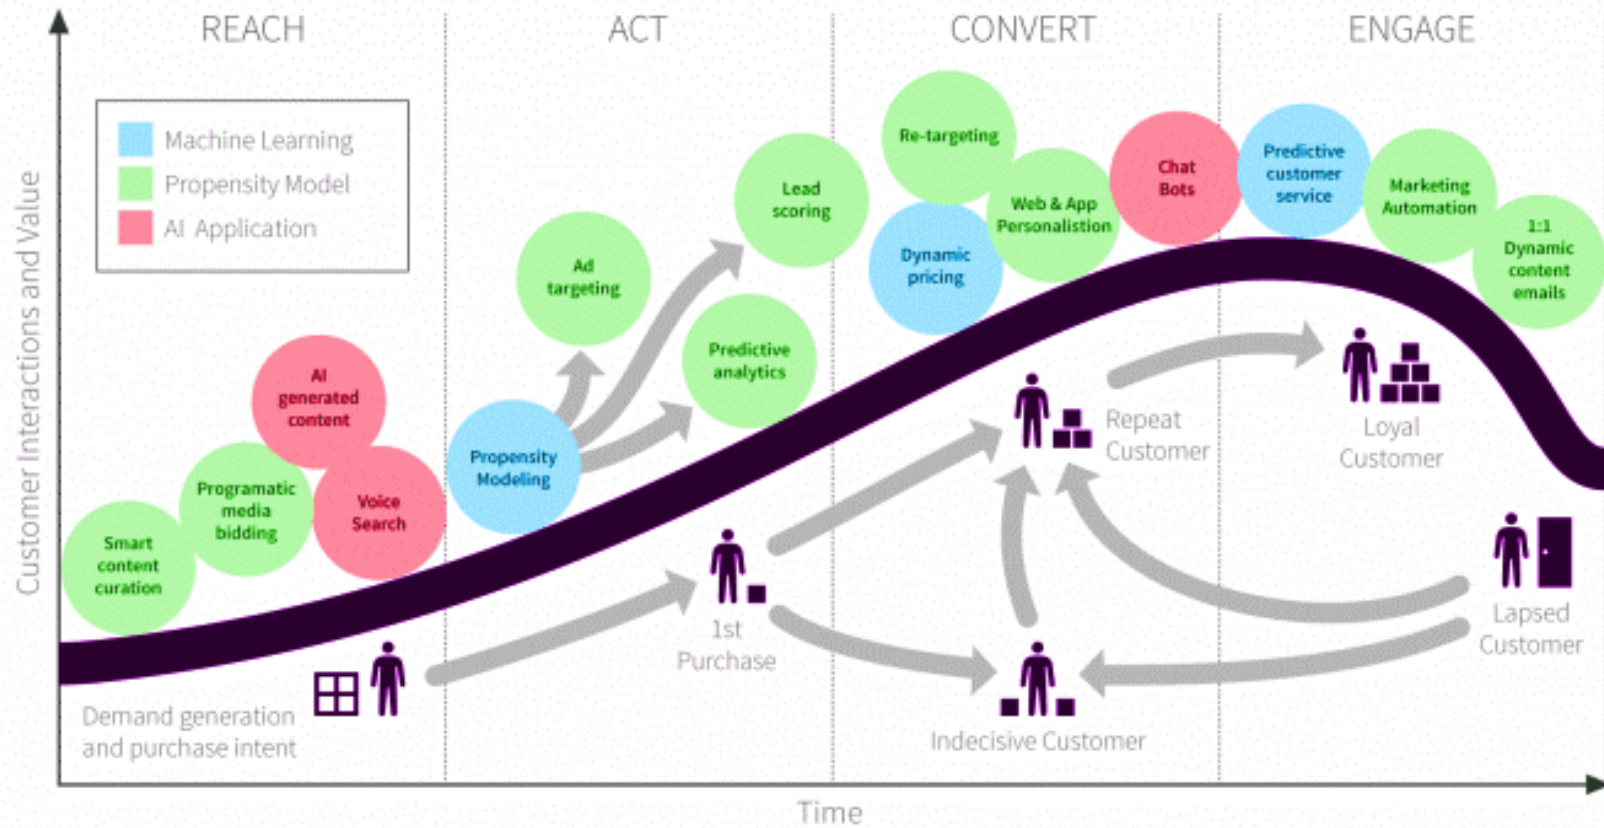 REACH
ACT
CONVERT
ENGAGE
Customer Interactions and Value
Machine Learning
Propensity Model
AI Application
Smart
content
curation
Programatic
media
bidding
AI
generated
content
Voice
Search
Propensity
Modeling
Ad
targeting
Lead
scoring
Predictive
analytics
Re-targeting
Dynamic
pricing
Web & App
Personalistion
Chat
Bots
Predictive
customer
service
Marketing
Automation
1:1
Dynamic
content
emails
Demand generation
and purchase intent
1st
Purchase
Repeat
Customer
Indecisive Customer
Loyal
Customer
Lapsed
Customer
Time